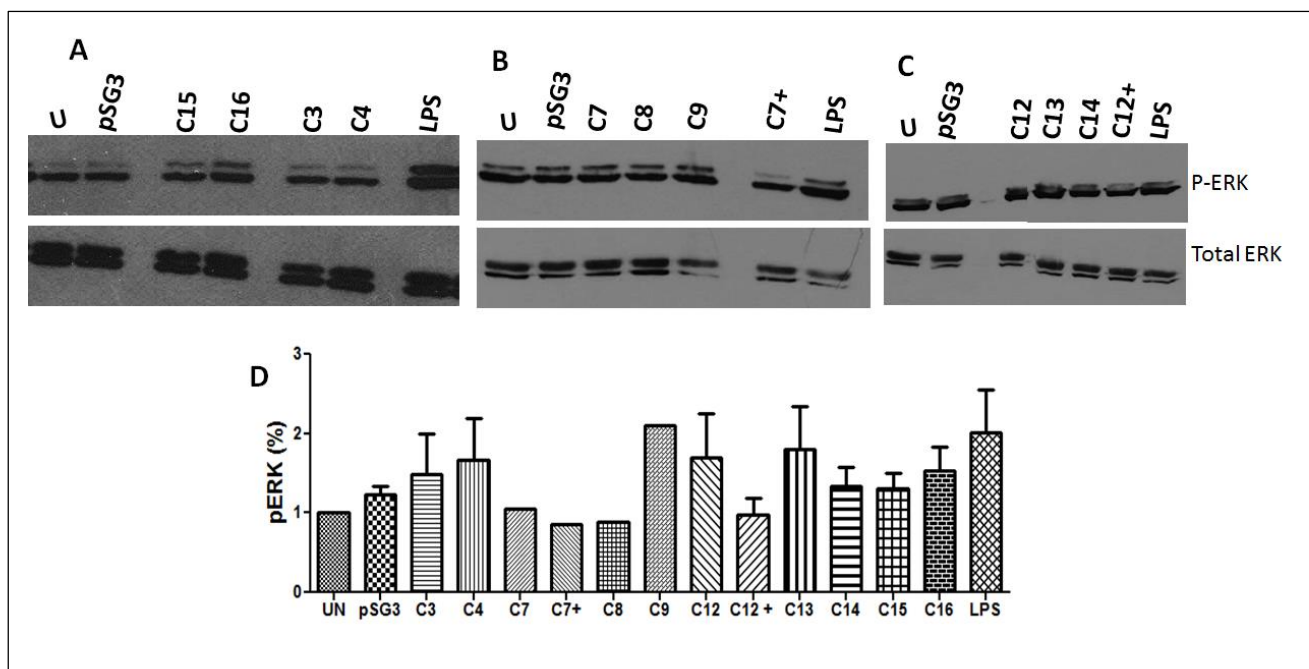 A
U pSG3 C15 C16 C3 C4 LPS
B
U pSG3 C7 C8 C9 C7+ LPS
C
U pSG3 C12 C13 C14 C12+ LPS
P-ERK
Total ERK
D
pERK (%)
3
2
1
0
UN pSG3 C3 C4 C7 C7+ C8 C9 C12 C12 + C13 C14 C15 C16 LPS